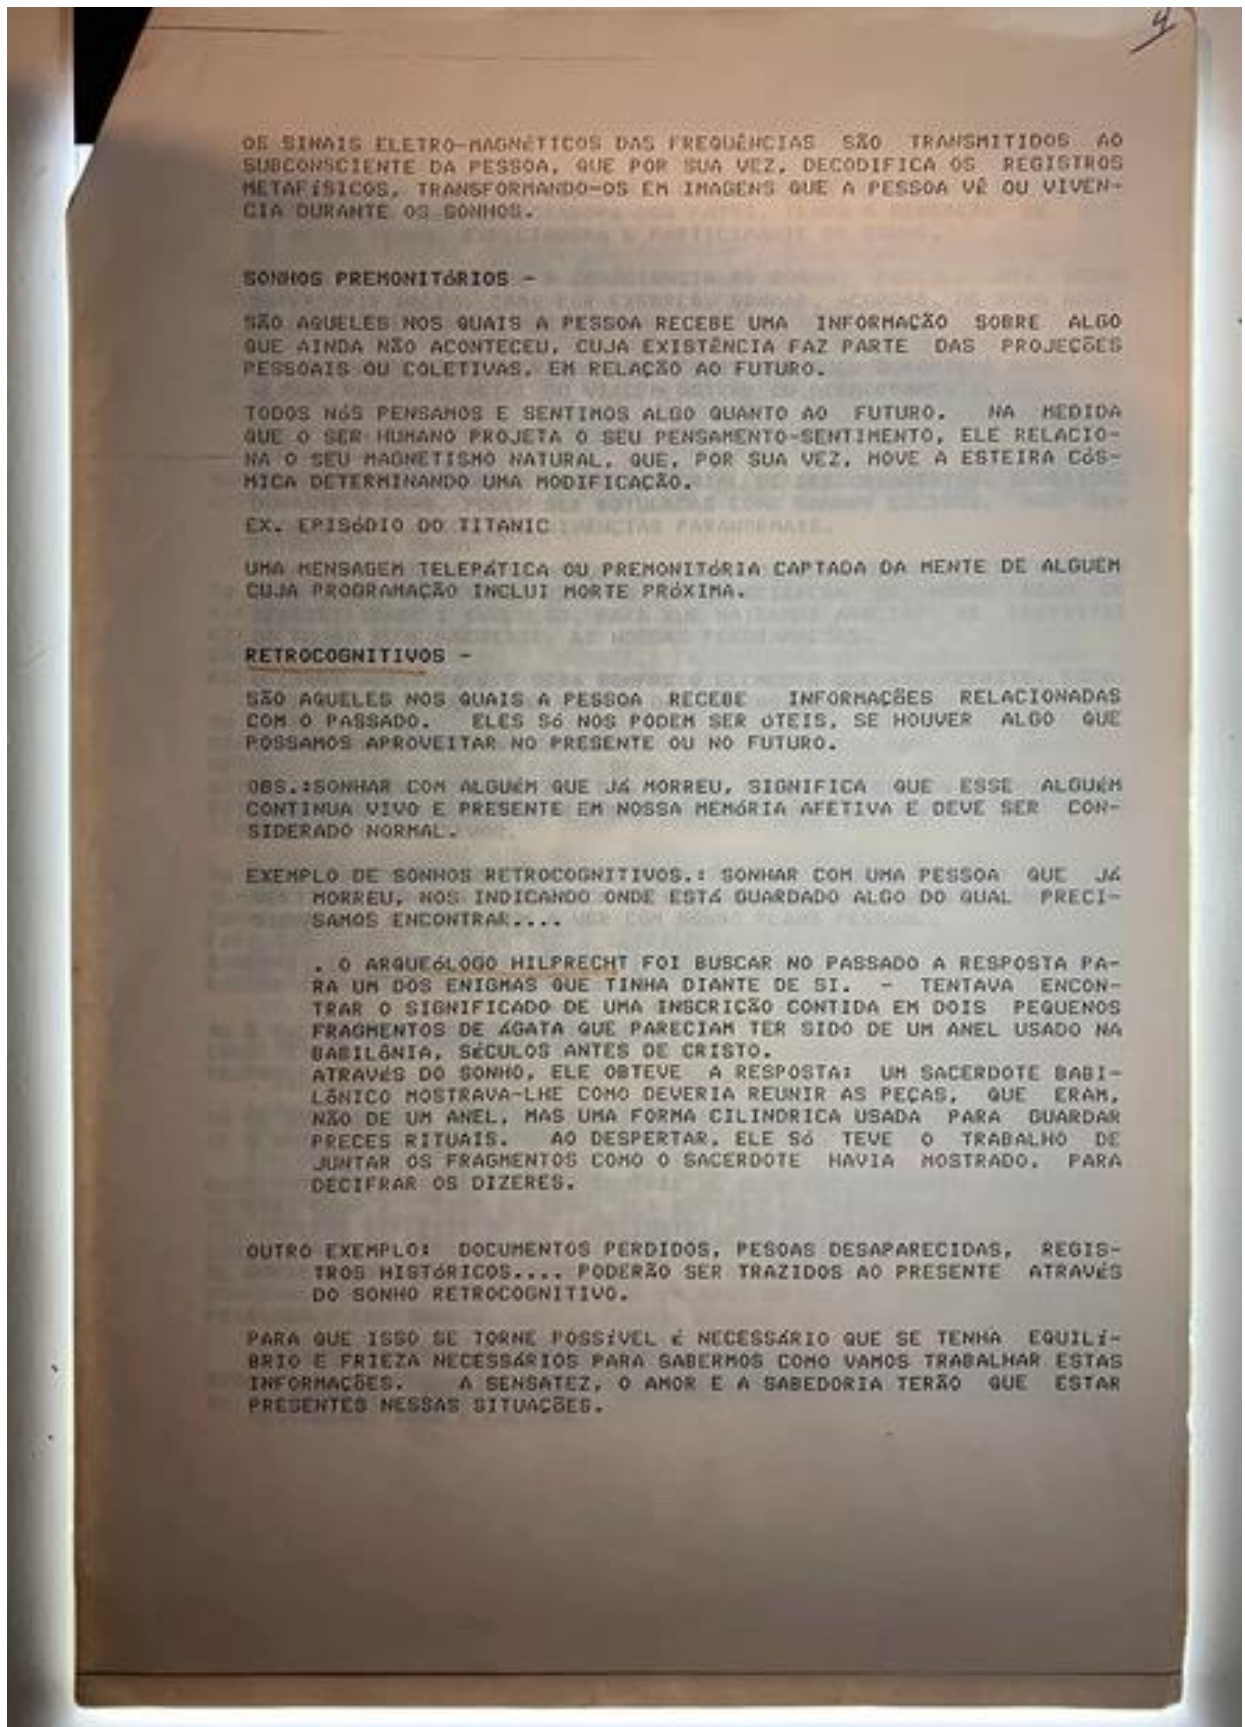 4
OS SINAIS ELETRO-MAGNÉTICOS DAS FREQUÊNCIAS SÃO TRANSMITIDOS AO
SUBCONSCIENTE DA PESSOA, QUE POR SUA VEZ, DECODIFICA OS REGISTROS
METAFÍSICOS, TRANSFORMANDO-OS EM IMAGENS QUE A PESSOA VÊ OU VIVEN-
CIA DURANTE OS SONHOS.
SONHOS PREMONITÓRIOS -
SÃO AQUELES NOS QUAIS A PESSOA RECEBE UMA INFORMAÇÃO SOBRE ALGO
QUE AINDA NÃO ACONTECEU, CUJA EXISTÊNCIA FAZ PARTE DAS PROJEÇÕES
PESSOAIS OU COLETIVAS, EM RELAÇÃO AO FUTURO.
TODOS NÓS PENSAMOS E SENTIMOS ALGO QUANTO AO FUTURO. NA MEDIDA
QUE O SER HUMANO PROJETA O SEU PENSAMENTO-SENTIMENTO, ELE RELACIO-
NA O SEU MAGNETISMO NATURAL, QUE, POR SUA VEZ, MOVE A ESTEIRA CÓS-
MICA DETERMINANDO UMA MODIFICAÇÃO.
EX. EPISÓDIO DO TITANIC
UMA MENSAGEM TELEPÁTICA OU PREMONITÓRIA CAPTADA DA MENTE DE ALGUEM
CUJA PROGRAMAÇÃO INCLUI MORTE PRÓXIMA.
RETROCOGNITIVOS -
SÃO AQUELES NOS QUAIS A PESSOA RECEBE INFORMAÇÕES RELACIONADAS
COM O PASSADO. ELES SÓ NOS PODEM SER ÚTEIS, SE HOUVER ALGO QUE
POSSAMOS APROVEITAR NO PRESENTE OU NO FUTURO.
OBS.:SONHAR COM ALGUÉM QUE JÁ MORREU, SIGNIFICA QUE ESSE ALGUÉM
CONTINUA VIVO E PRESENTE EM NOSSA MEMÓRIA AFETIVA E DEVE SER CON-
SIDERADO NORMAL.
EXEMPLO DE SONHOS RETROCOGNITIVOS.: SONHAR COM UMA PESSOA QUE JÁ
MORREU, NOS INDICANDO ONDE ESTÁ GUARDADO ALGO DO QUAL PRECI-
SAMOS ENCONTRAR....
. O ARQUEÓLOGO HILPRECHT FOI BUSCAR NO PASSADO A RESPOSTA PA-
RA UM DOS ENIGMAS QUE TINHA DIANTE DE SI. - TENTAVA ENCON-
TRAR O SIGNIFICADO DE UMA INSCRIÇÃO CONTIDA EM DOIS PEQUENOS
FRAGMENTOS DE ÁGATA QUE PARECIAM TER SIDO DE UM ANEL USADO NA
BABILÔNIA, SÉCULOS ANTES DE CRISTO.
ATRAVÉS DO SONHO, ELE OBTEVE A RESPOSTA: UM SACERDOTE BABI-
LÔNICO MOSTRAVA-LHE COMO DEVERIA REUNIR AS PEÇAS, QUE ERAM,
NÃO DE UM ANEL, MAS UMA FORMA CILINDRICA USADA PARA GUARDAR
PRECES RITUAIS. AO DESPERTAR, ELE SÓ TEVE O TRABALHO DE
JUNTAR OS FRAGMENTOS COMO O SACERDOTE HAVIA MOSTRADO, PARA
DECIFRAR OS DIZERES.
OUTRO EXEMPLO: DOCUMENTOS PERDIDOS, PESOAS DESAPARECIDAS, REGIS-
TROS HISTÓRICOS.... PODERÃO SER TRAZIDOS AO PRESENTE ATRAVÉS
DO SONHO RETROCOGNITIVO.
PARA QUE ISSO SE TORNE POSSÍVEL É NECESSÁRIO QUE SE TENHA EQUILÍ-
BRIO E FRIEZA NECESSÁRIOS PARA SABERMOS COMO VAMOS TRABALHAR ESTAS
INFORMAÇÕES. A SENSATEZ, O AMOR E A SABEDORIA TERÃO QUE ESTAR
PRESENTES NESSAS SITUAÇÕES.